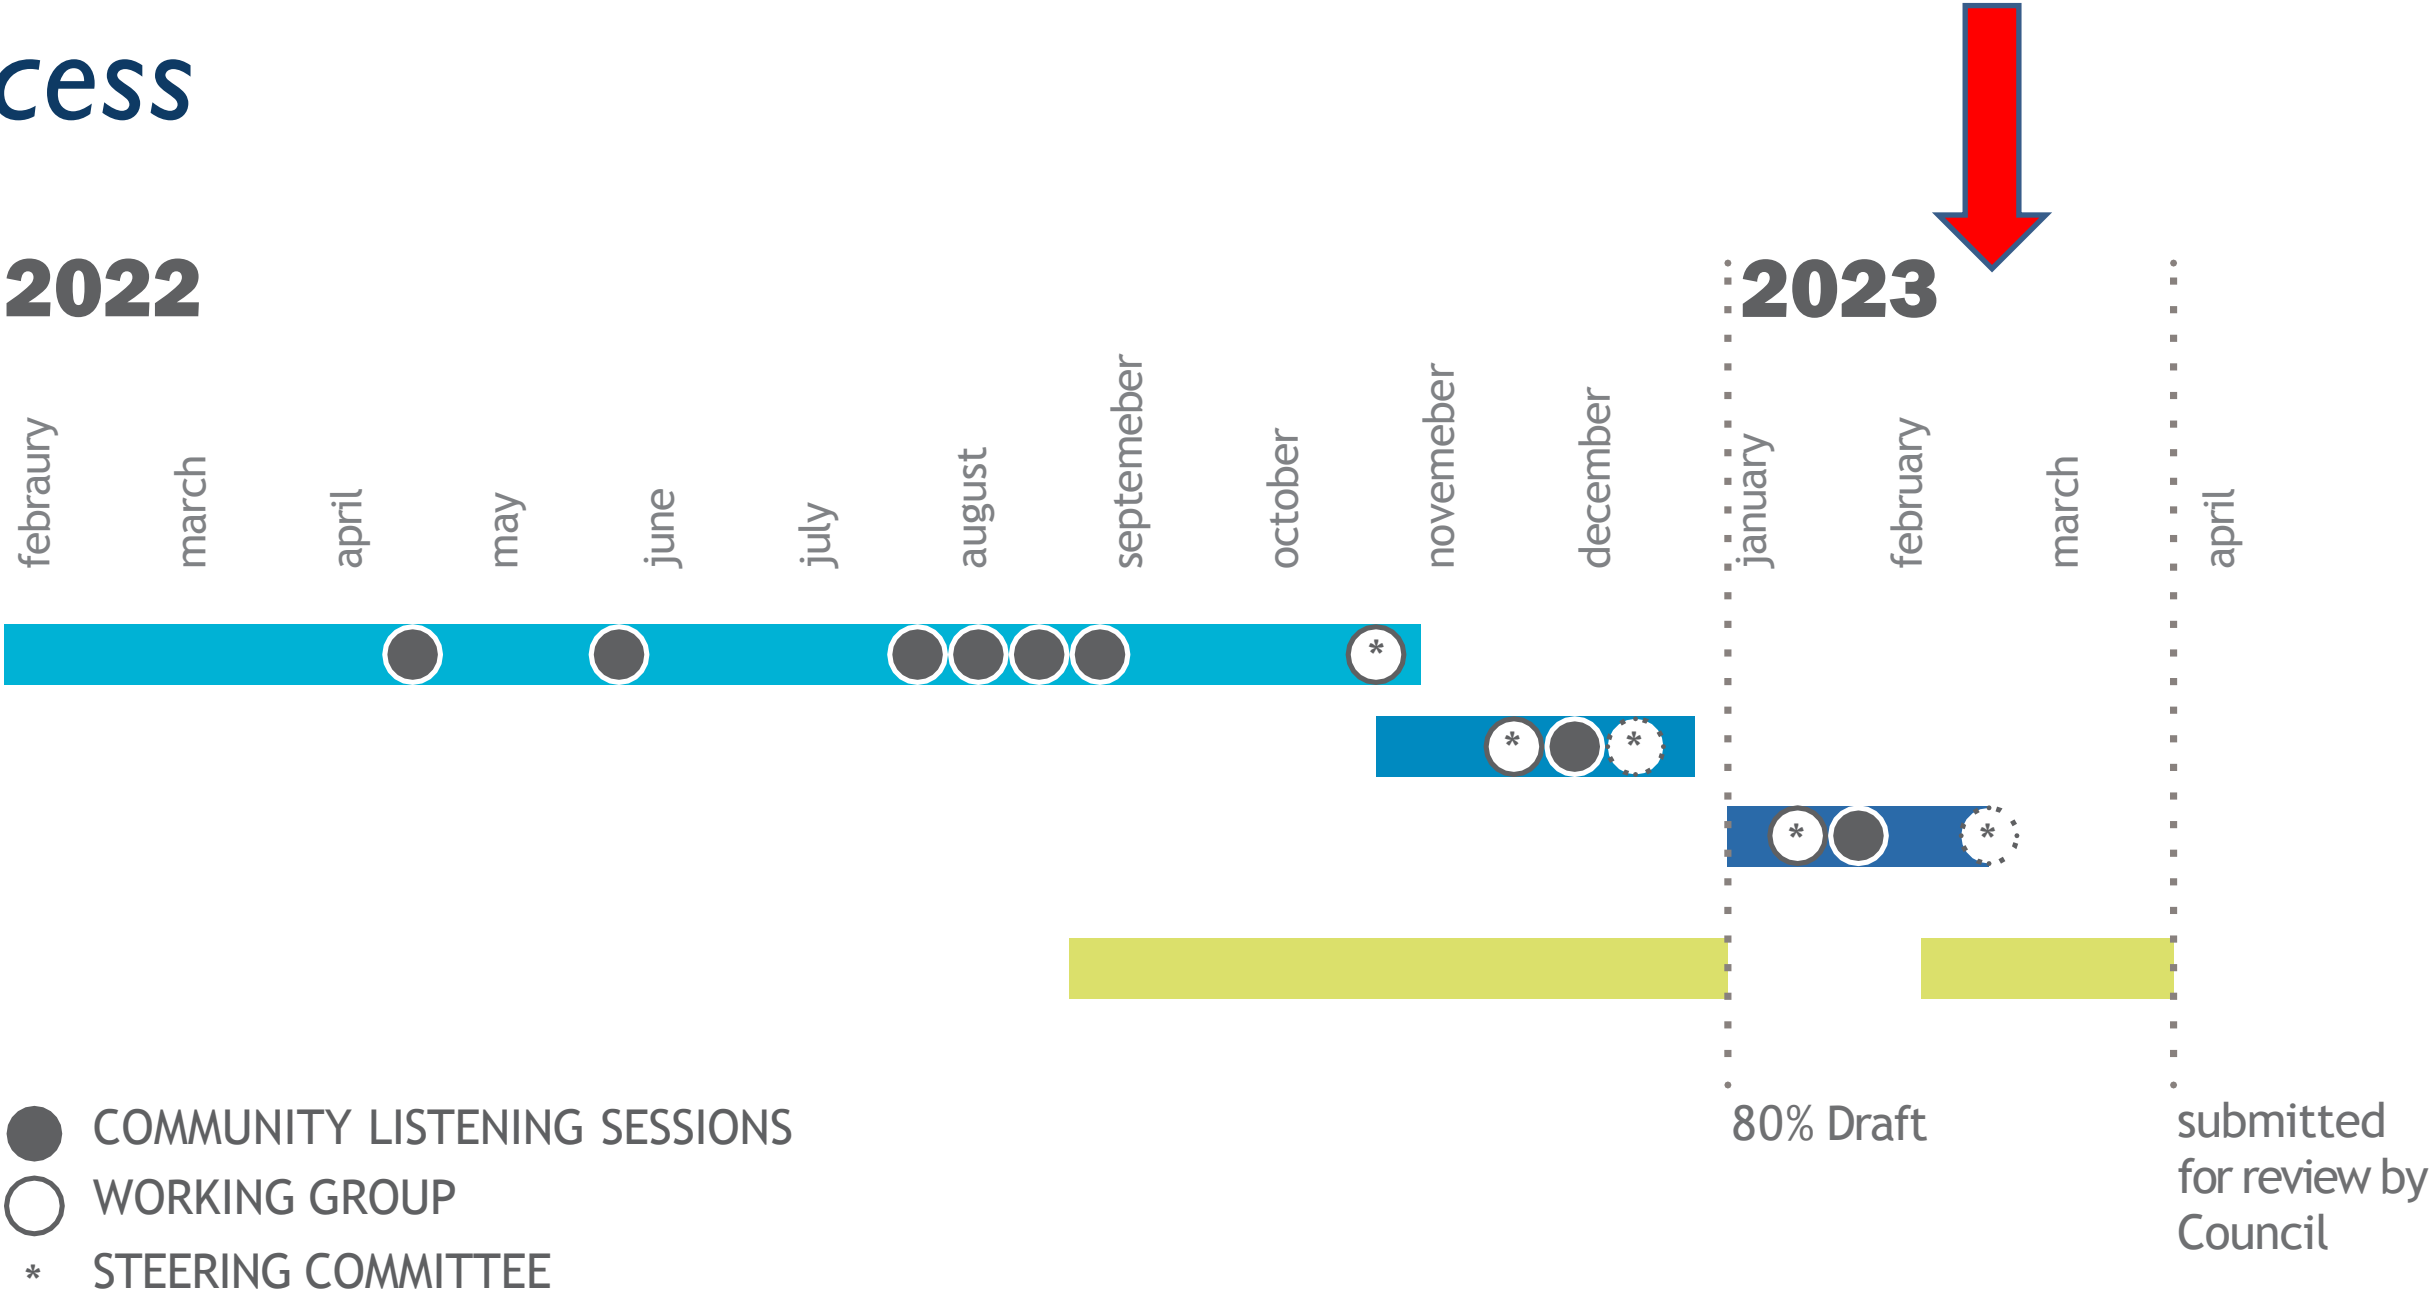 cess
2022
2023
febraury
march
april
may
june
july
august
septemeber
october
novemeber
december
january
february
march
april
*
*
*
*
*
80% Draft
submitted
for review by
Council
COMMUNITY LISTENING SESSIONS
WORKING GROUP
* STEERING COMMITTEE